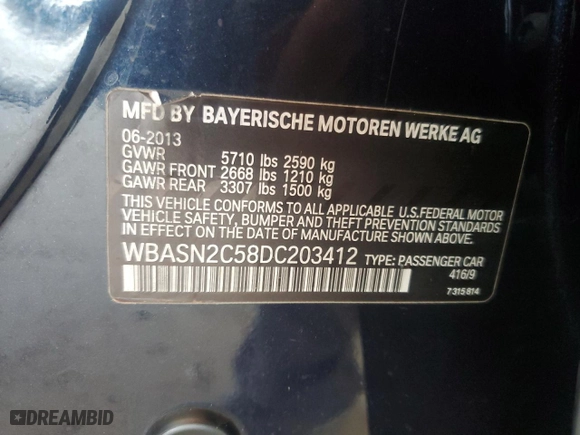 MFD BY BAYERISCHE MOTOREN WERKE AG
06-2013
GVWR 5710 lbs 2590 kg
GAWR FRONT 2668 lbs 1210 kg
GAWR REAR 3307 lbs 1500 kg
THIS VEHICLE CONFORMS TO ALL APPLICABLE U.S.FEDERAL MOTOR
VEHICLE SAFETY, BUMPER AND THEFT PREVENTION STANDARDS
IN EFFECT ON THE DATE OF MANUFACTURE SHOWN ABOVE.
WBASN2C58DC203412 TYPE: PASSENGER CAR
416/9
7315814
DREAMBID